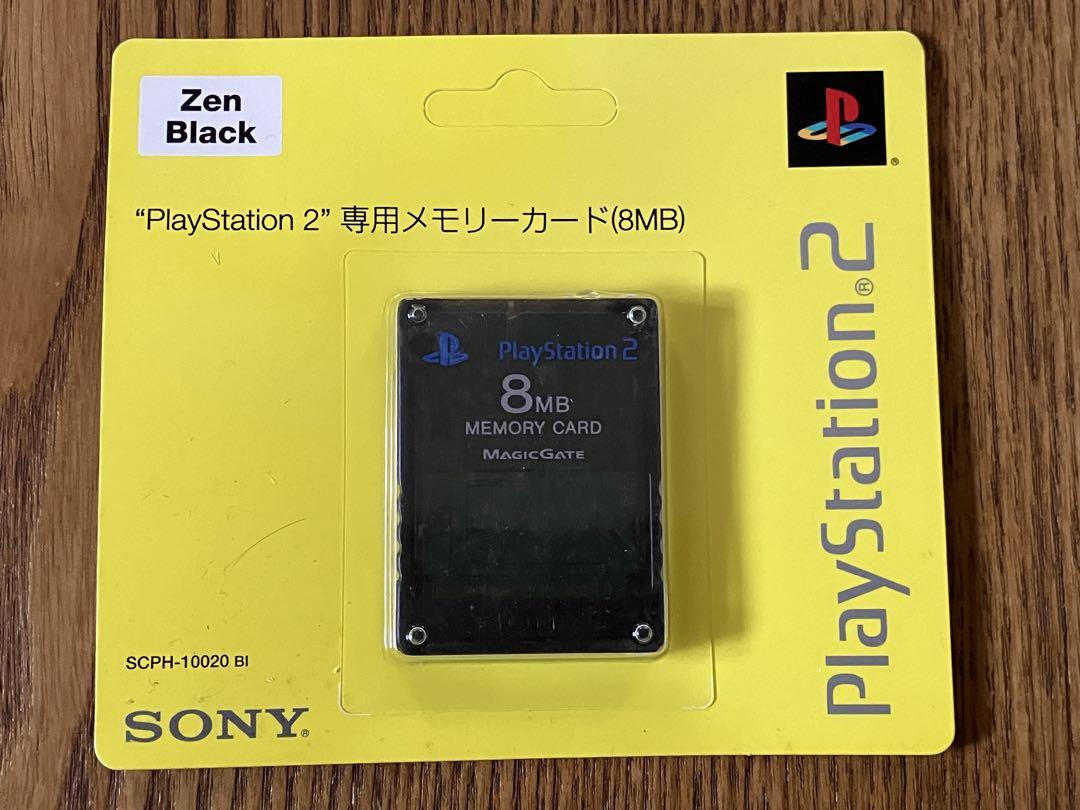 Zen
Black
“PlayStation 2” 専用メモリーカード(8MB)
PlayStation 2
8MB
MEMORY CARD
MAGICGATE
SCPH-10020 BI
SONY®
®
PlayStation®2